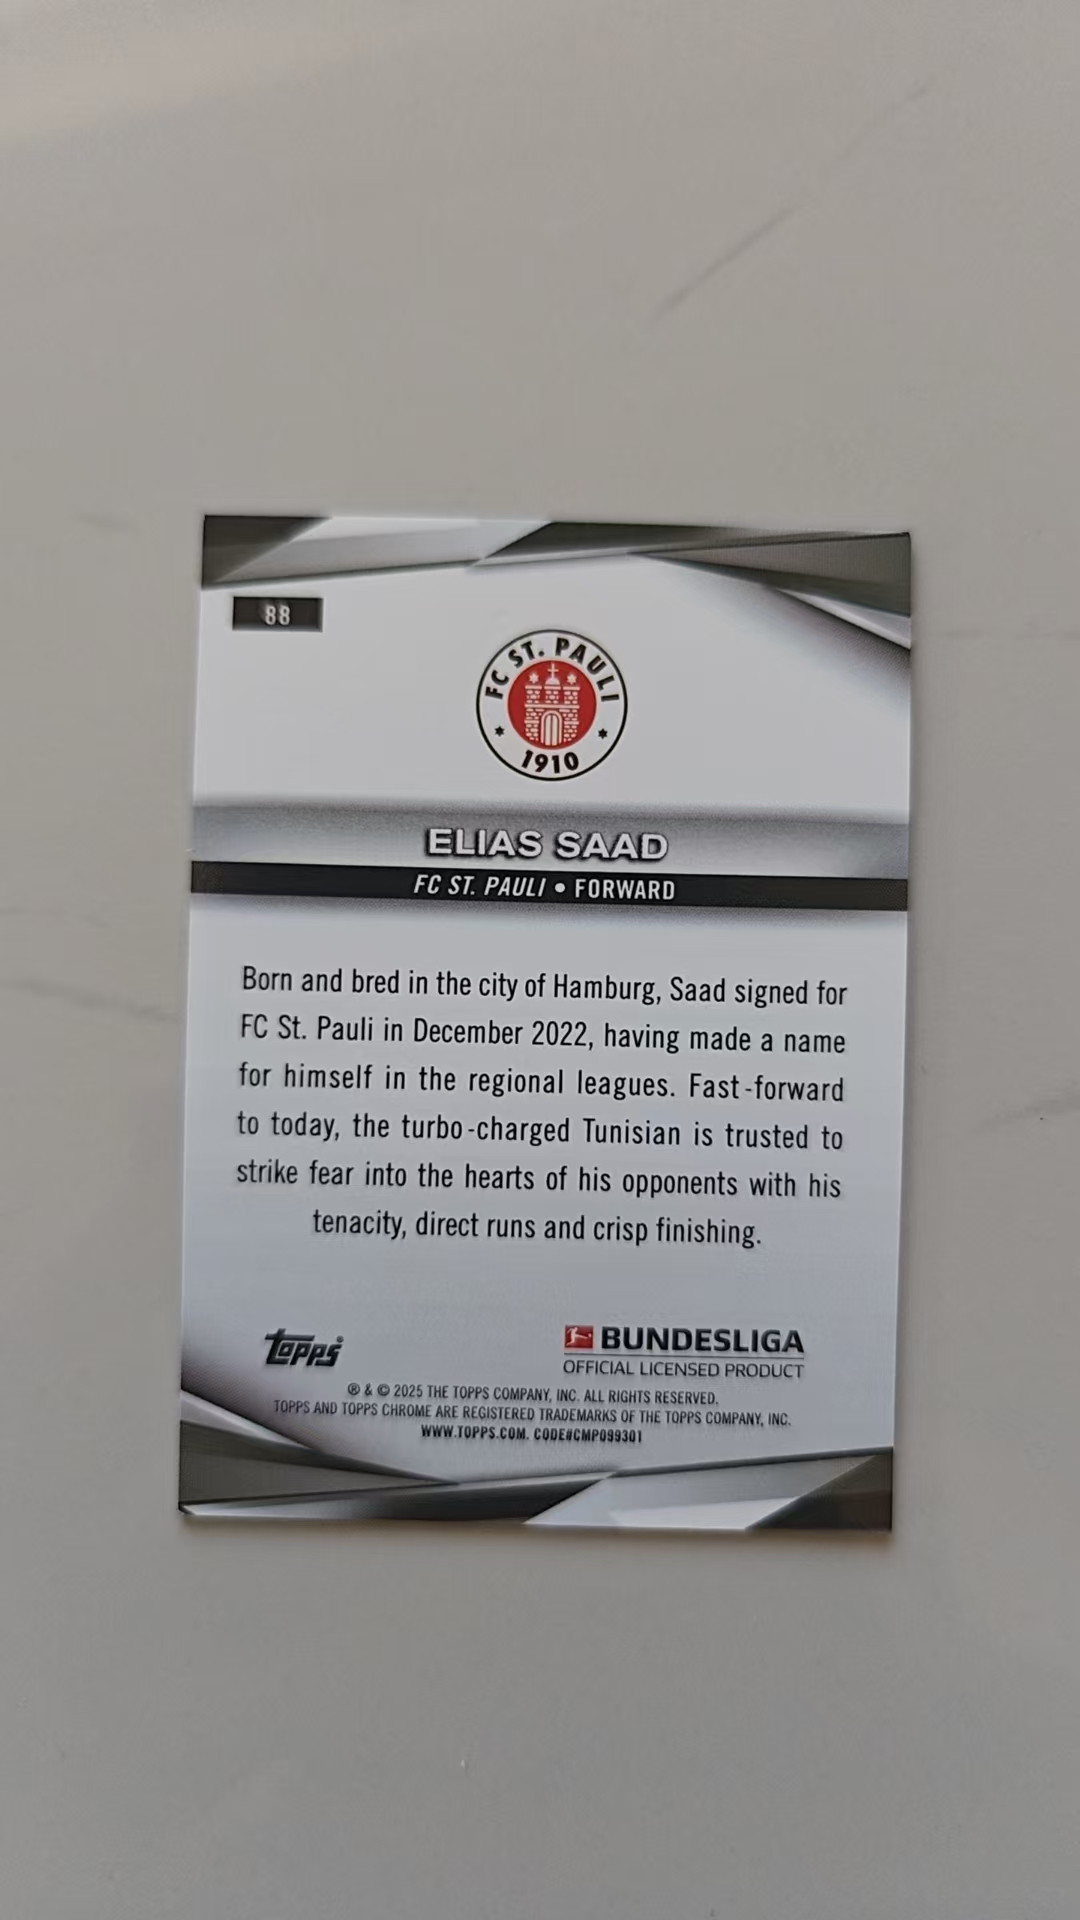 88
FC ST. PAULI
1910
ELIAS SAAD
FC ST. PAULI • FORWARD
Born and bred in the city of Hamburg, Saad signed for
FC St. Pauli in December 2022, having made a name
for himself in the regional leagues. Fast-forward
to today, the turbo-charged Tunisian is trusted to
strike fear into the hearts of his opponents with his
tenacity, direct runs and crisp finishing.
Topps
BUNDESLIGA
OFFICIAL LICENSED PRODUCT
® & © 2025 THE TOPPS COMPANY, INC. ALL RIGHTS RESERVED.
TOPPS AND TOPPS CHROME ARE REGISTERED TRADEMARKS OF THE TOPPS COMPANY, INC.
WWW.TOPPS.COM. CODE#CMP099301